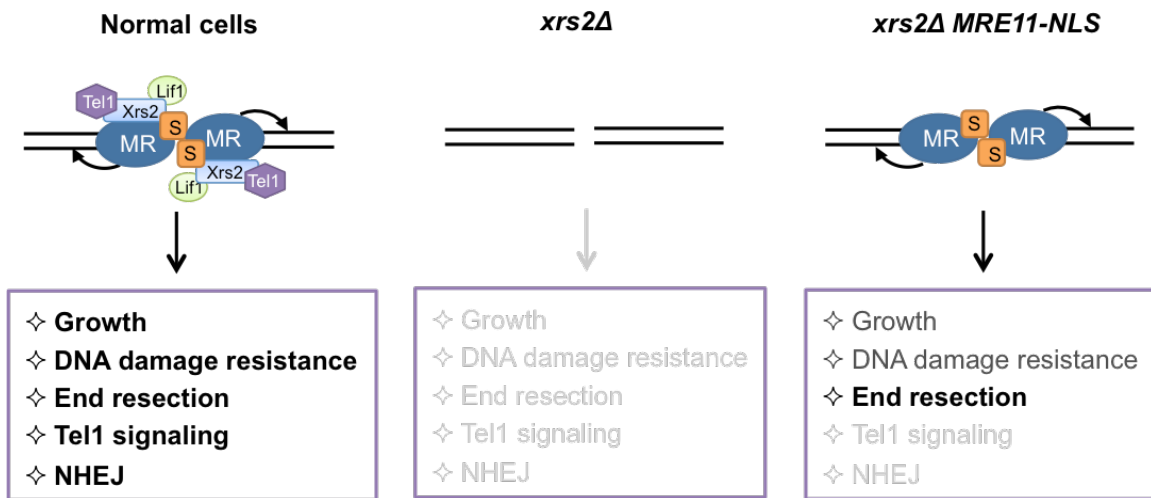 Normal cells
xrs2Δ
xrs2Δ MRE11-NLS
Tel1
Lif1
Xrs2
S
MR
MR
S
Lif1
Xrs2
Tel1
S
MR
MR
S
✧ Growth
✧ DNA damage resistance
✧ End resection
✧ Tel1 signaling
✧ NHEJ
✧ Growth
✧ DNA damage resistance
✧ End resection
✧ Tel1 signaling
✧ NHEJ
✧ Growth
✧ DNA damage resistance
✧ End resection
✧ Tel1 signaling
✧ NHEJ